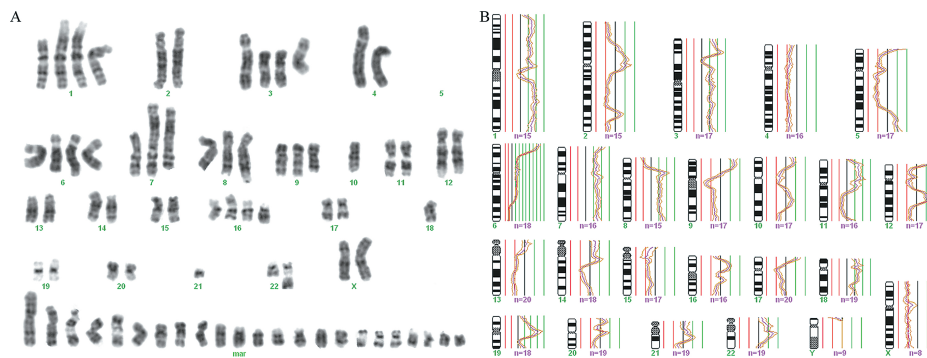 A
1 2 3 4 5
6 7 8 9 10 11 12
13 14 15 16 17 18
19 20 21 22 X
mar
B
1 n=15 2 n=15 3 n=17 4 n=16 5 n=17
6 n=18 7 n=16 8 n=15 9 n=17 10 n=17 11 n=16 12 n=17
13 n=20 14 n=18 15 n=17 16 n=16 17 n=20 18 n=19
19 n=18 20 n=19 21 n=19 22 n=19 Y n=9 X n=8